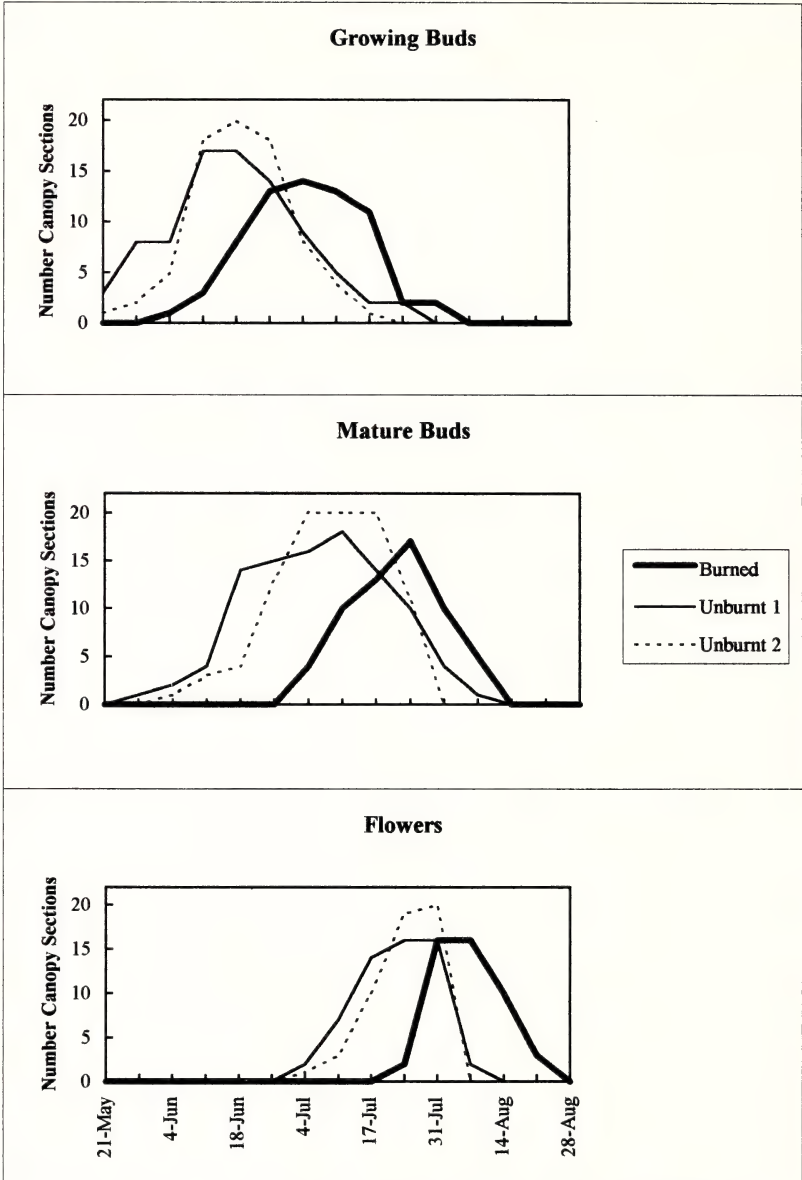 Growing Buds
Number Canopy Sections
20
15
10
5
0
Mature Buds
Number Canopy Sections
20
15
10
5
0
Burned
Unburnt 1
Unburnt 2
Flowers
Number Canopy Sections
20
15
10
5
0
21-May
4-Jun
18-Jun
4-Jul
17-Jul
31-Jul
14-Aug
28-Aug